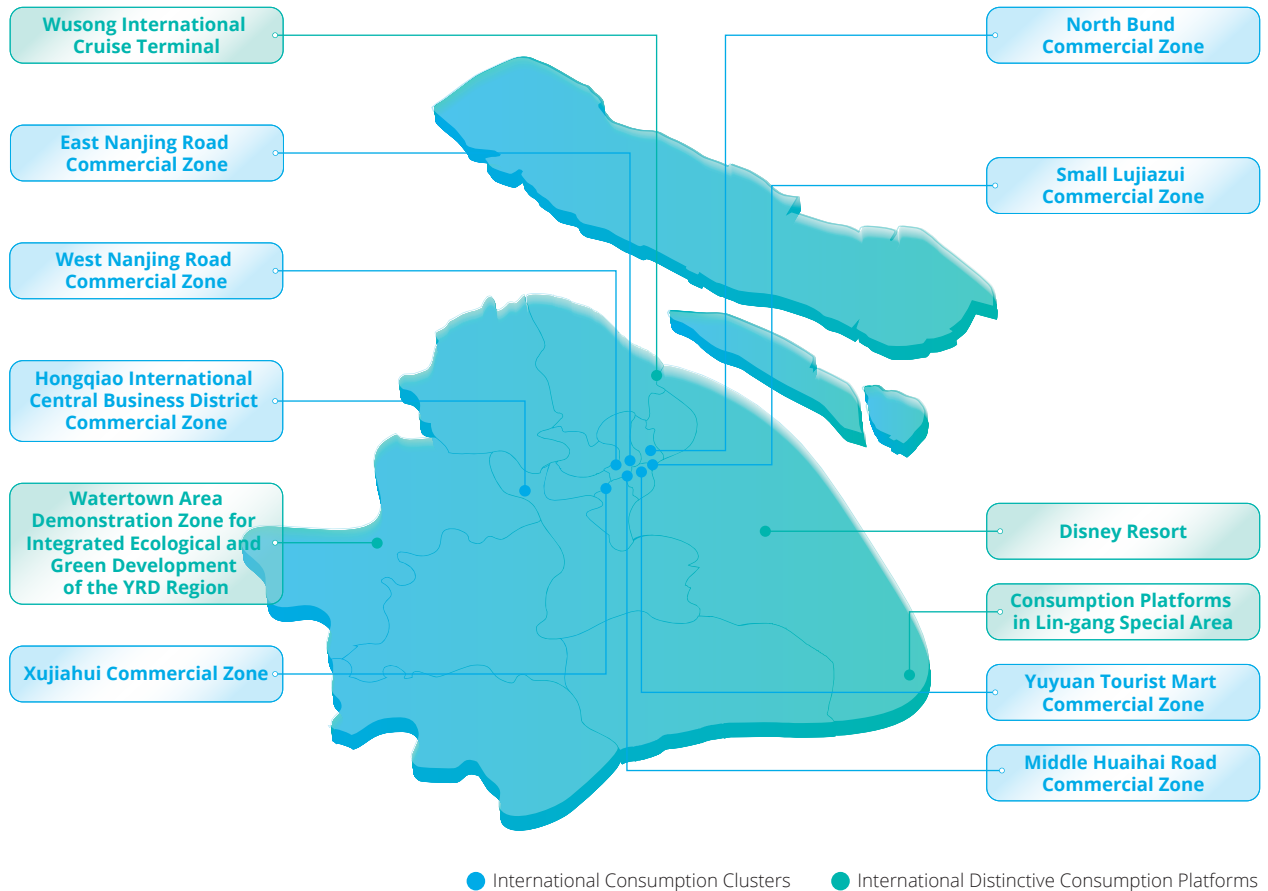 Wusong International
Cruise Terminal
East Nanjing Road
Commercial Zone
West Nanjing Road
Commercial Zone
Hongqiao International
Central Business District
Commercial Zone
Watertown Area
Demonstration Zone for
Integrated Ecological and
Green Development
of the YRD Region
Xujiahui Commercial Zone
North Bund
Commercial Zone
Small Lujiazui
Commercial Zone
Disney Resort
Consumption Platforms
in Lin-gang Special Area
Yuyuan Tourist Mart
Commercial Zone
Middle Huaihai Road
Commercial Zone
International Consumption Clusters
International Distinctive Consumption Platforms